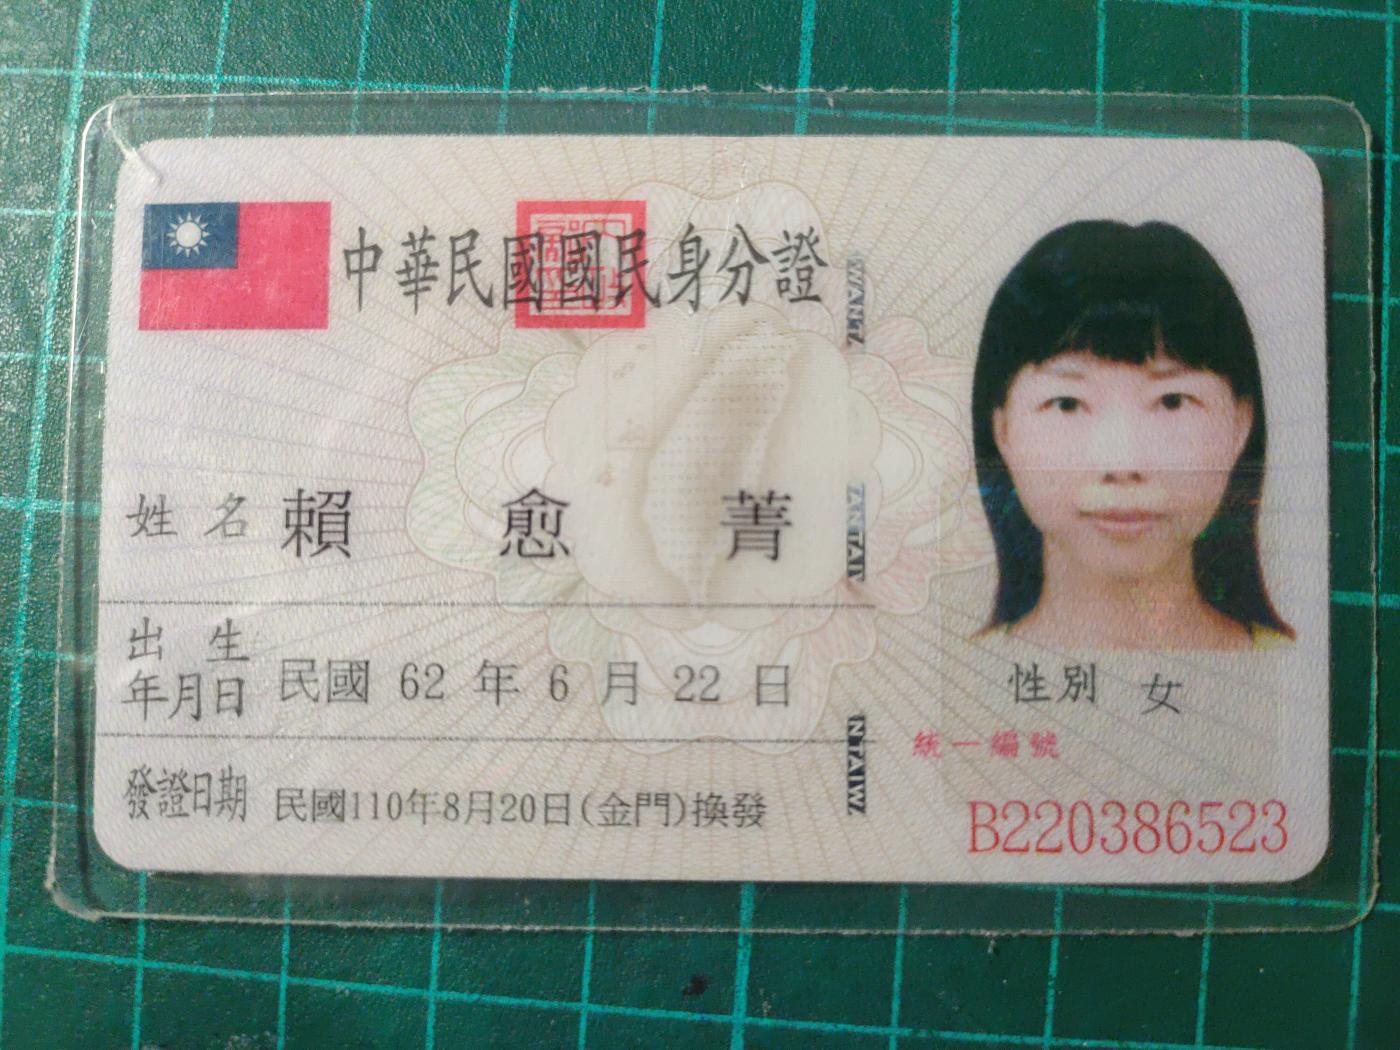 中華民國國民身分證
姓名 賴愈菁
出生年月日 民國 62 年 6 月 22 日
性別 女
統一編號
發證日期 民國110年8月20日(金門)換發
B220386523